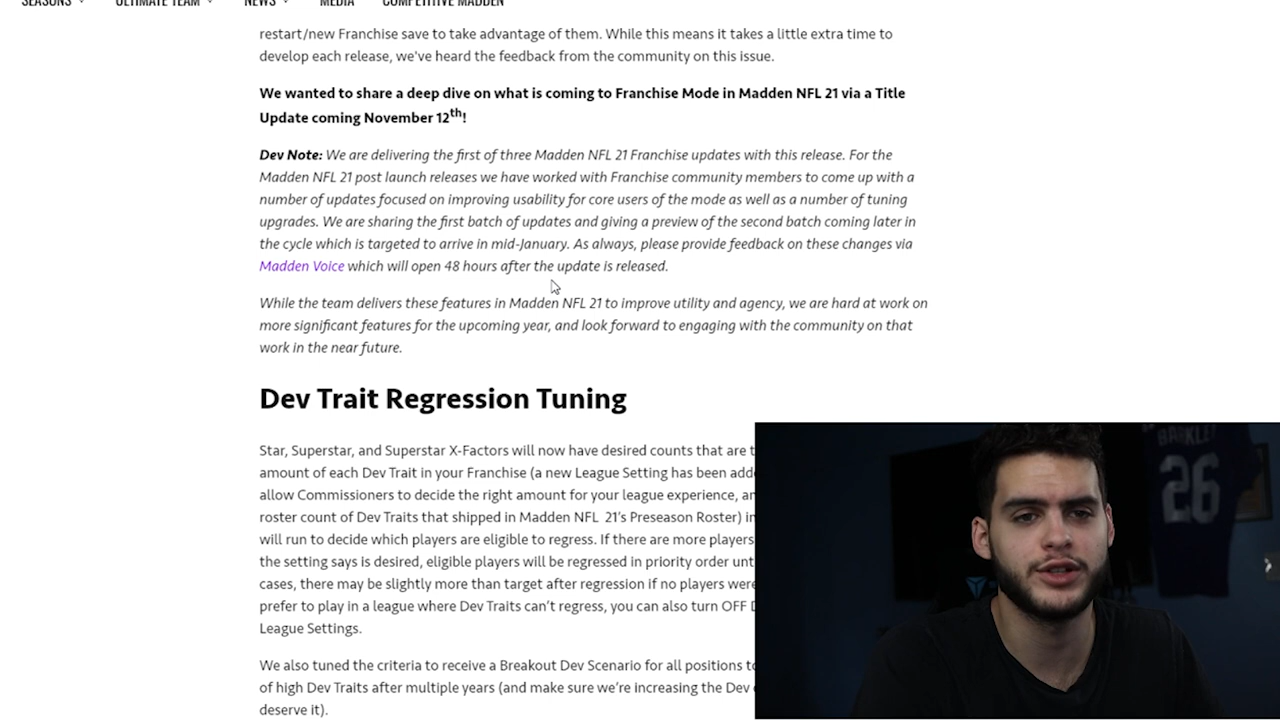 SEASONS ULTIMATE TEAM NEWS MEDIA COMPETITIVE MADDEN
restart/new Franchise save to take advantage of them. While this means it takes a little extra time to
develop each release, we've heard the feedback from the community on this issue.
We wanted to share a deep dive on what is coming to Franchise Mode in Madden NFL 21 via a Title
Update coming November 12th!
Dev Note: We are delivering the first of three Madden NFL 21 Franchise updates with this release. For the
Madden NFL 21 post launch releases we have worked with Franchise community members to come up with a
number of updates focused on improving usability for core users of the mode as well as a number of tuning
upgrades. We are sharing the first batch of updates and giving a preview of the second batch coming later in
the cycle which is targeted to arrive in mid-January. As always, please provide feedback on these changes via
Madden Voice which will open 48 hours after the update is released.
While the team delivers these features in Madden NFL 21 to improve utility and agency, we are hard at work on
more significant features for the upcoming year, and look forward to engaging with the community on that
work in the near future.
Dev Trait Regression Tuning
Star, Superstar, and Superstar X-Factors will now have desired counts that are
amount of each Dev Trait in your Franchise (a new League Setting has been
allow Commissioners to decide the right amount for your league experience,
roster count of Dev Traits that shipped in Madden NFL 21's Preseason Roster)
will run to decide which players are eligible to regress. If there are more players
the setting says is desired, eligible players will be regressed in priority order
cases, there may be slightly more than target after regression if no players were
prefer to play in a league where Dev Traits can't regress, you can also turn OFF
League Settings.
We also tuned the criteria to receive a Breakout Dev Scenario for all positions
of high Dev Traits after multiple years (and make sure we're increasing the Dev
deserve it).
BARKLEY
26